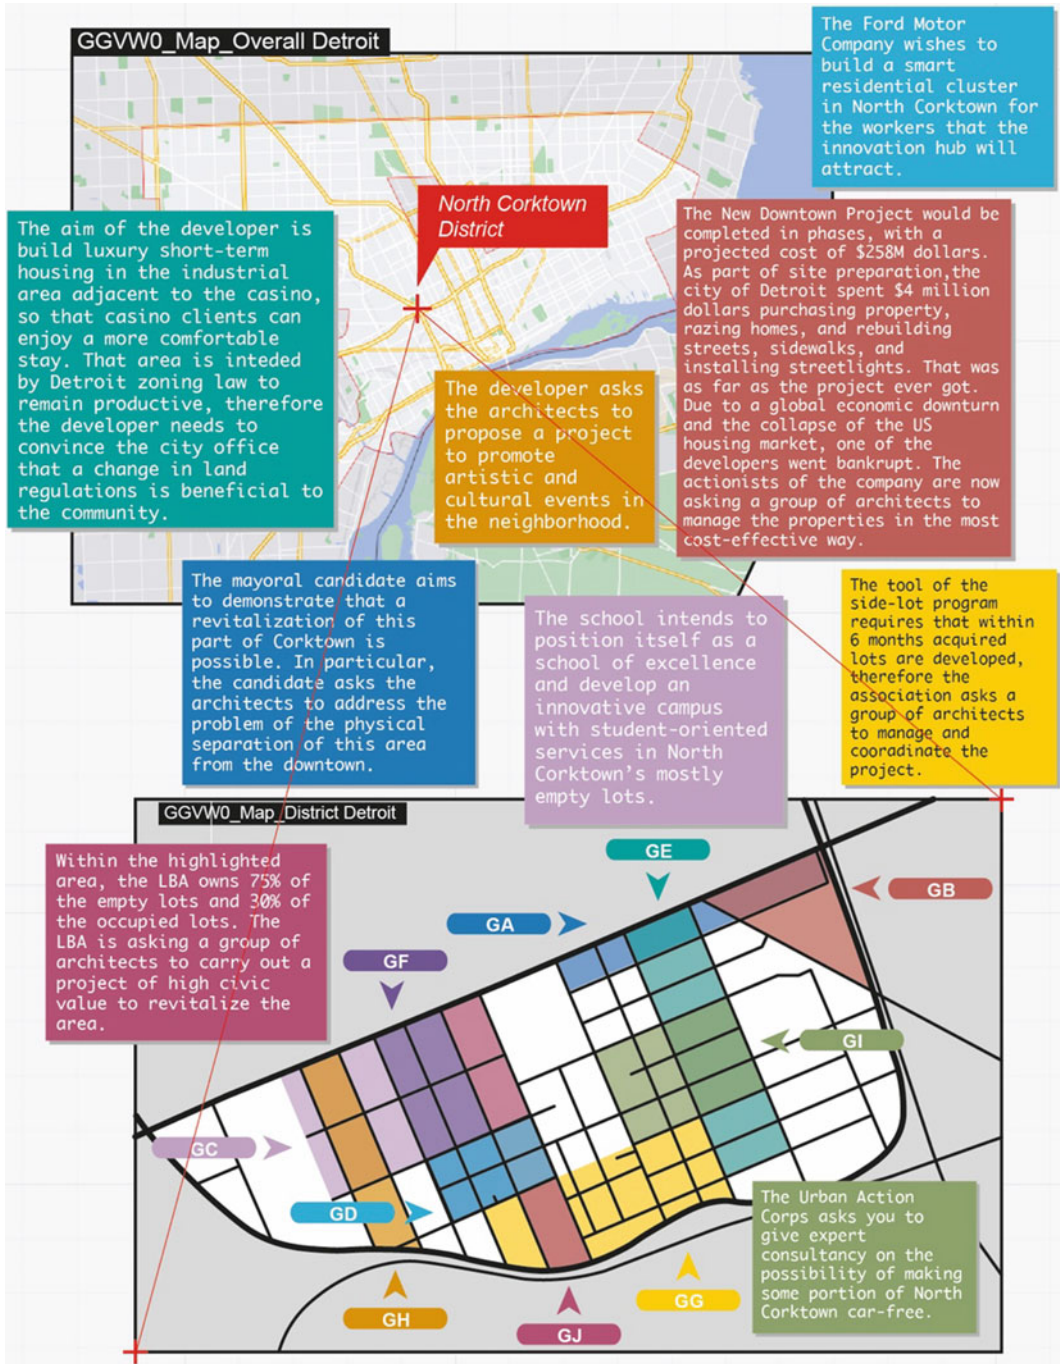 GGVW0_Map_Overall Detroit
The Ford Motor
Company wishes to
build a smart
residential cluster
in North Corktown for
the workers that the
innovation hub will
attract.
North Corktown
District
The aim of the developer is
build luxury short-term
housing in the industrial
area adjacent to the casino,
so that casino clients can
enjoy a more comfortable
stay. That area is inteded
by Detroit zoning law to
remain productive, therefore
the developer needs to
convince the city office
that a change in land
regulations is beneficial to
the community.
The New Downtown Project would be
completed in phases, with a
projected cost of $258M dollars.
As part of site preparation,the
city of Detroit spent $4 million
dollars purchasing property,
razing homes, and rebuilding
streets, sidewalks, and
installing streetlights. That was
as far as the project ever got.
Due to a global economic downturn
and the collapse of the US
housing market, one of the
developers went bankrupt. The
actionists of the company are now
asking a group of architects to
manage the properties in the most
cost-effective way.
The developer asks
the architects to
propose a project
to promote
artistic and
cultural events in
the neighborhood.
The mayoral candidate aims
to demonstrate that a
revitalization of this
part of Corktown is
possible. In particular,
the candidate asks the
architects to address the
problem of the physical
separation of this area
from the downtown.
The school intends to
position itself as a
school of excellence
and develop an
innovative campus
with student-oriented
services in North
Corktown's mostly
empty lots.
The tool of the
side-lot program
requires that within
6 months acquired
lots are developed,
therefore the
association asks a
group of architects
to manage and
cooradinate the
project.
GGVW0_Map_District Detroit
Within the highlighted
area, the LBA owns 75% of
the empty lots and 30% of
the occupied lots. The
LBA is asking a group of
architects to carry out a
project of high civic
value to revitalize the
area.
GE
GB
GA
GF
GI
GC
GD
GH
GJ
GG
The Urban Action
Corps asks you to
give expert
consultancy on the
possibility of making
some portion of North
Corktown car-free.